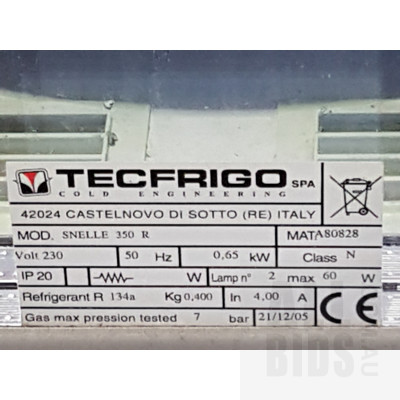 TECFRIGO SPA
COLD ENGINEERING
42024 CASTELNOVO DI SOTTO (RE) ITALY
MOD. SNELLE 350 R MAT A80828
Volt 230 50 Hz 0,65 kW Class N
IP 20 W Lamp n° 2 max 60 W
Refrigerant R 134a Kg 0,400 In 4,00 A
Gas max pression tested 7 bar 21/12/05 CE